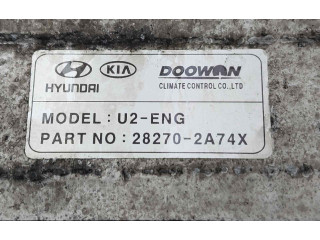 KIA DOOWON
HYUNDAI CLIMATE CONTROL CO.,LTD
MODEL : U2-ENG
PART NO : 28270-2A74X